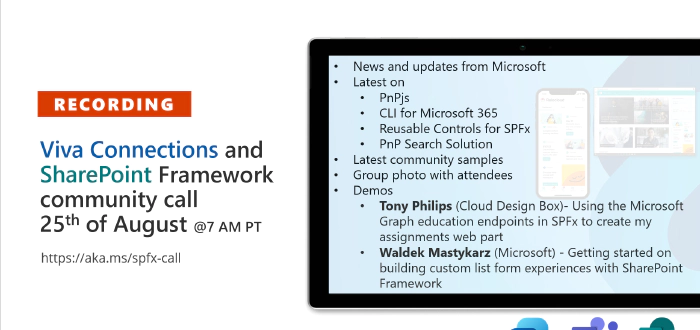 RECORDING
Viva Connections and
SharePoint Framework
community call
25th of August @7 AM PT
https://aka.ms/spfx-call
• News and updates from Microsoft
• Latest on
• PnPjs
• CLI for Microsoft 365
• Reusable Controls for SPFx
• PnP Search Solution
• Latest community samples
• Group photo with attendees
• Demos
• Tony Philips (Cloud Design Box)- Using the Microsoft
Graph education endpoints in SPFx to create my
assignments web part
• Waldek Mastykarz (Microsoft) - Getting started on
building custom list form experiences with SharePoint
Framework